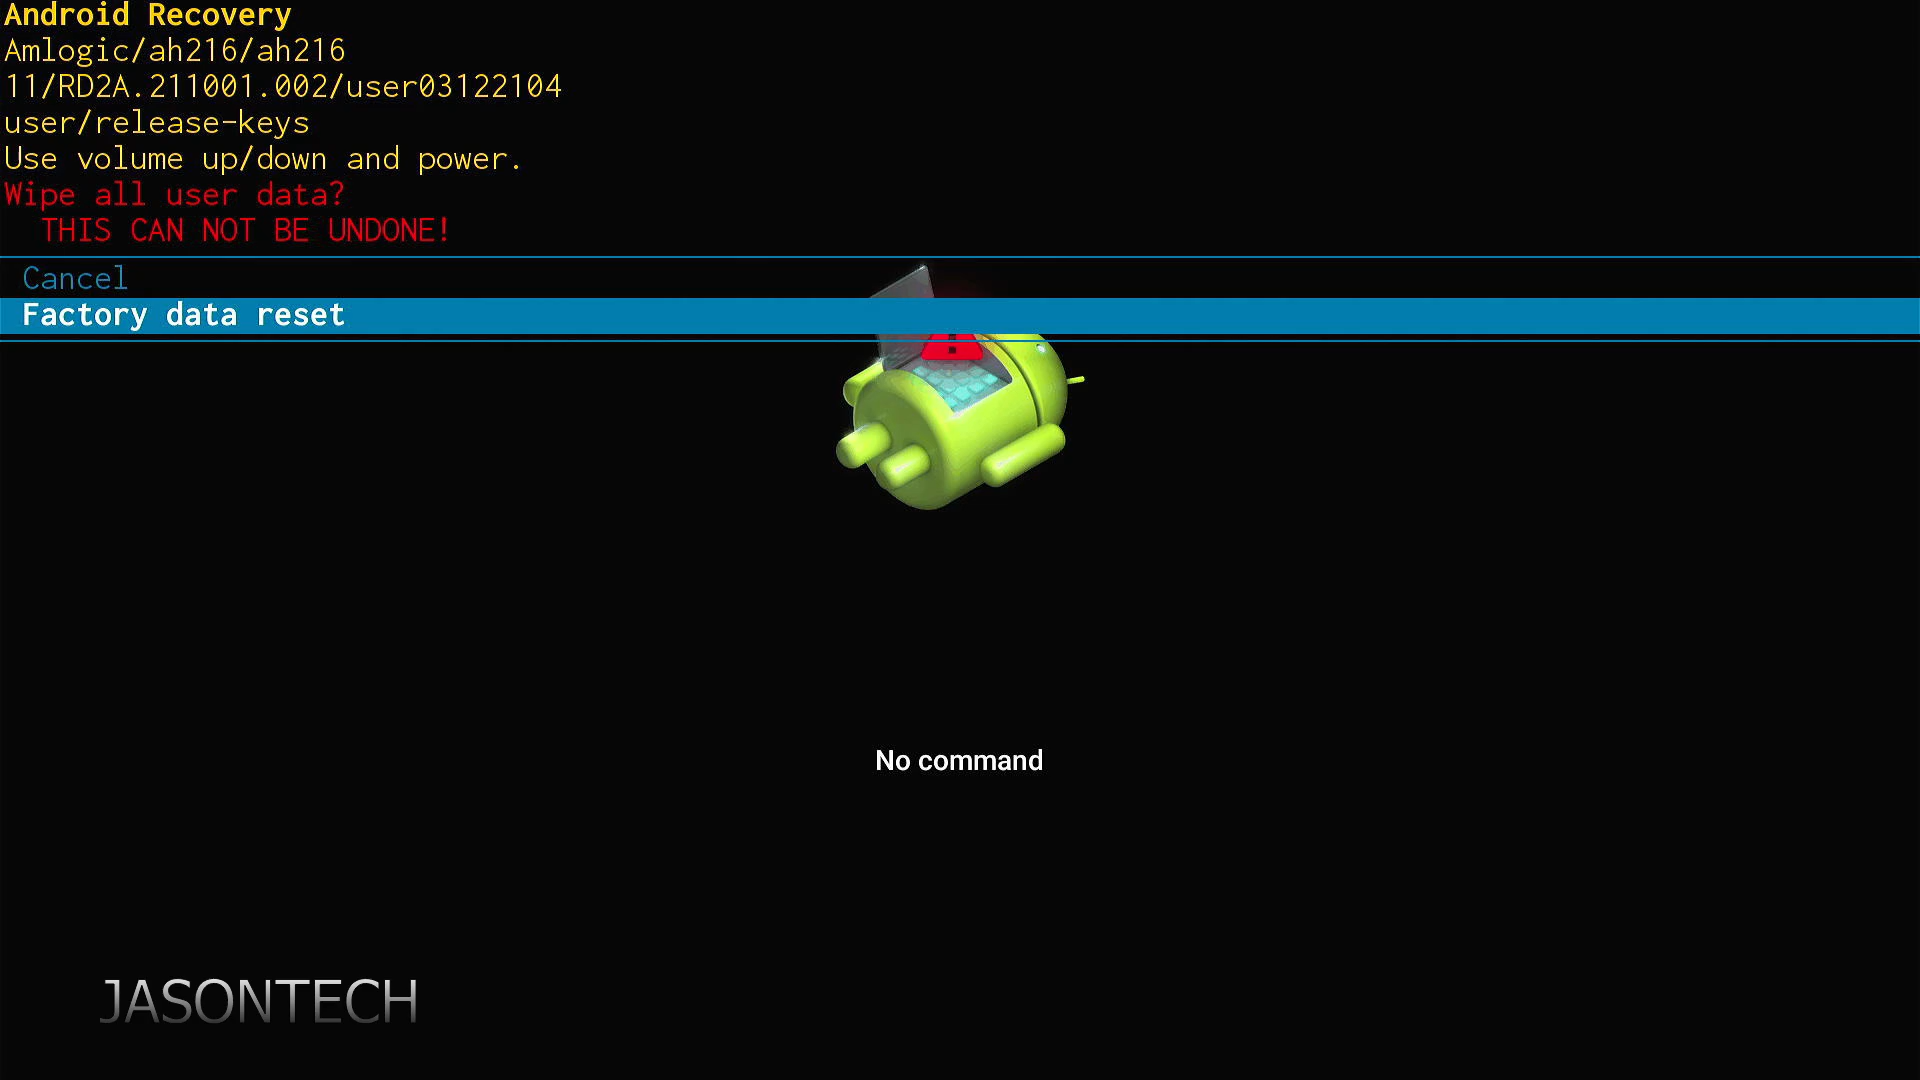 Android Recovery
Amlogic/ah216/ah216
11/RD2A.211001.002/user03122104
user/release-keys
Use volume up/down and power.
Wipe all user data?
THIS CAN NOT BE UNDONE!
Cancel
Factory data reset
No command
JASONTECH